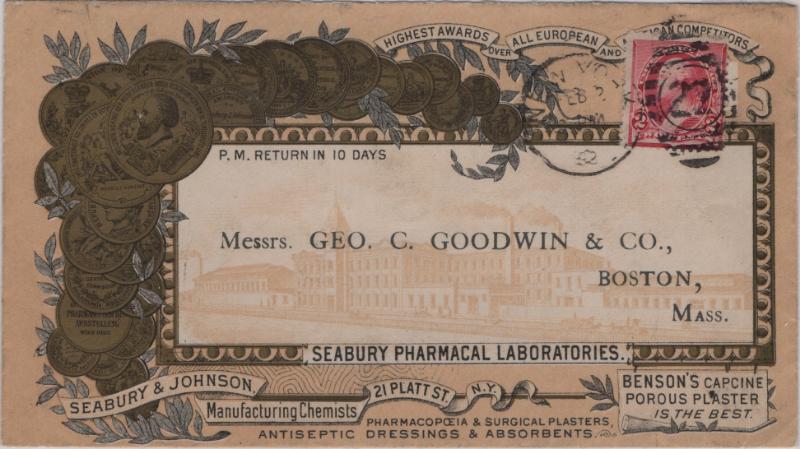 HIGHEST AWARDS OVER ALL EUROPEAN AND AMERICAN COMPETITORS
P. M. RETURN IN 10 DAYS
Messrs. GEO. C. GOODWIN & CO.,
BOSTON,
Mass.
SEABURY PHARMACAL LABORATORIES.
SEABURY & JOHNSON,
21 PLATT ST. N.Y.
Manufacturing Chemists
PHARMACOPŒIA & SURGICAL PLASTERS,
ANTISEPTIC DRESSINGS & ABSORBENTS.
BENSON'S CAPCINE
POROUS PLASTER
IS THE BEST.